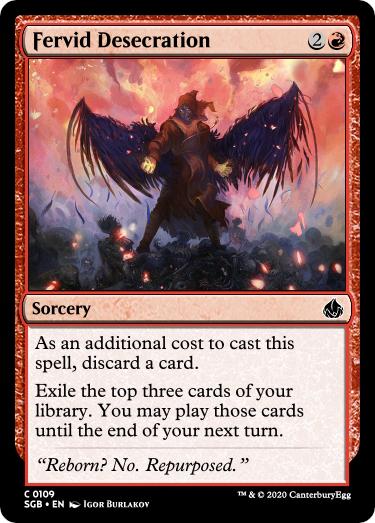 Fervid Desecration 2
Sorcery
As an additional cost to cast this
spell, discard a card.
Exile the top three cards of your
library. You may play those cards
until the end of your next turn.
“Reborn? No. Repurposed.”
C 0109
SGB • EN Igor Burlakov
™ & © 2020 CanterburyEgg